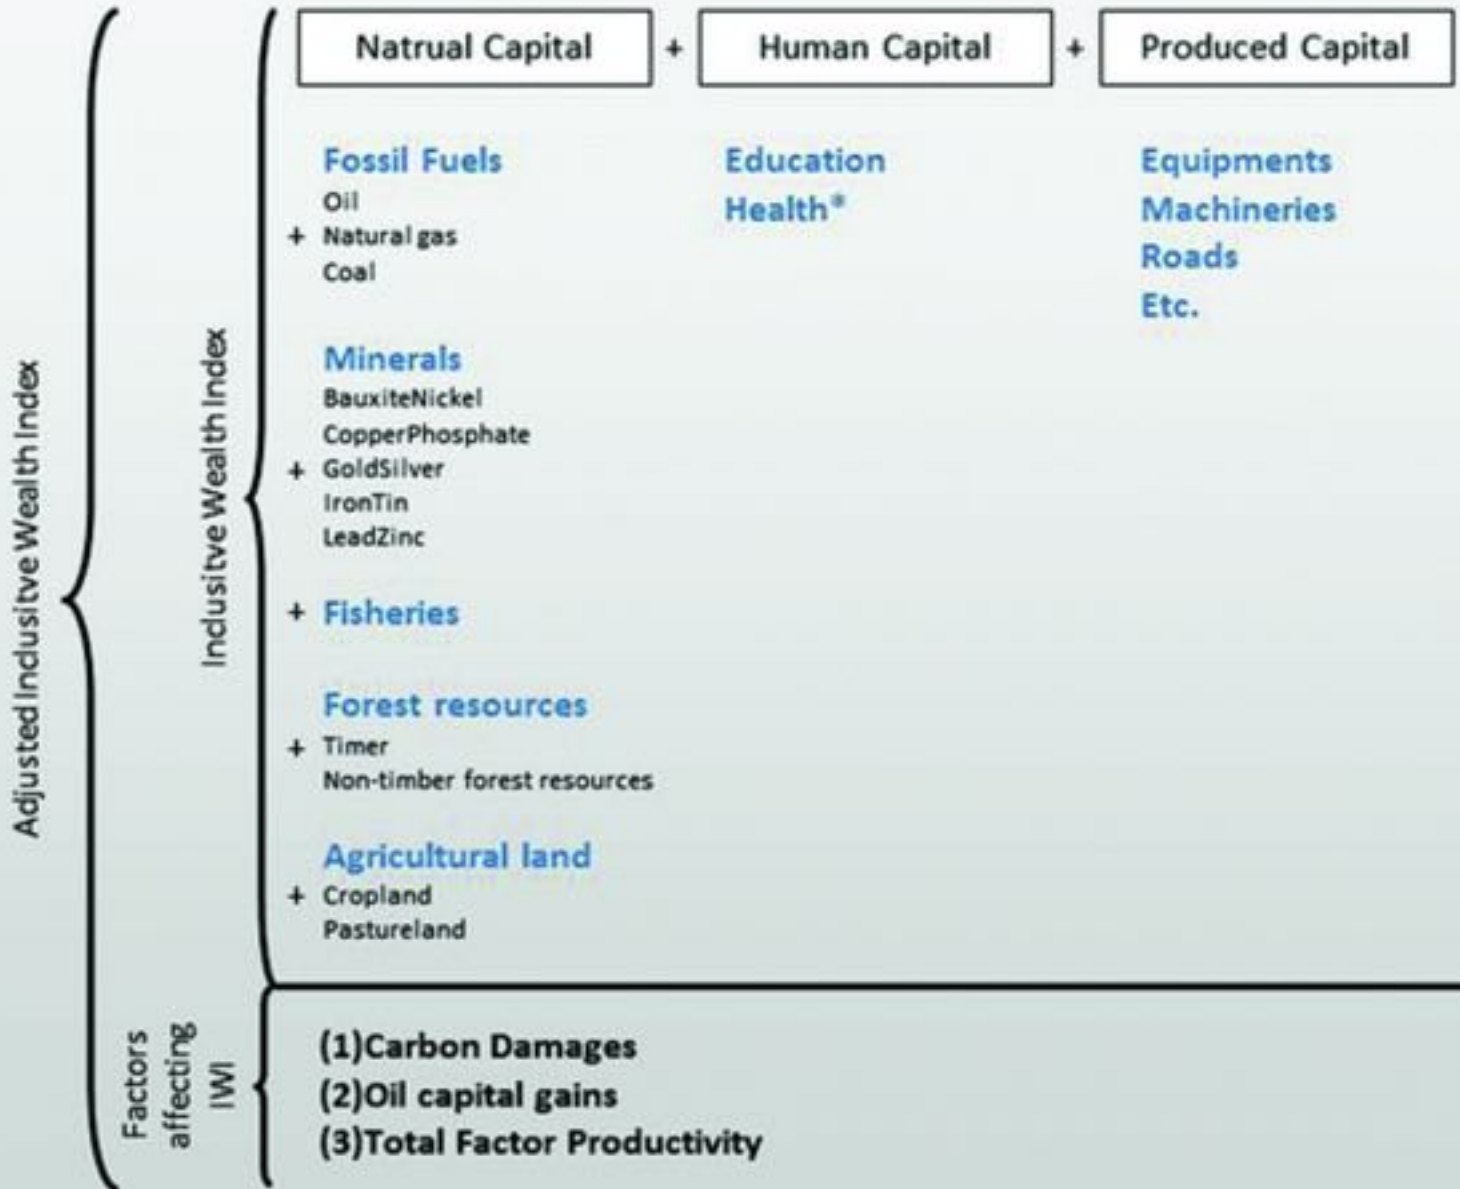 Natrual Capital + Human Capital + Produced Capital
Fossil Fuels
Oil
+ Natural gas
Coal
Minerals
BauxiteNickel
CopperPhosphate
+ GoldSilver
IronTin
LeadZinc
+ Fisheries
Forest resources
+ Timer
Non-timber forest resources
Agricultural land
+ Cropland
Pastureland
Education
Health*
Equipments
Machineries
Roads
Etc.
Adjusted Indusitve Wealth Index
Indusitve Wealth Index
Factors
affecting
IWI
(1)Carbon Damages
(2)Oil capital gains
(3)Total Factor Productivity